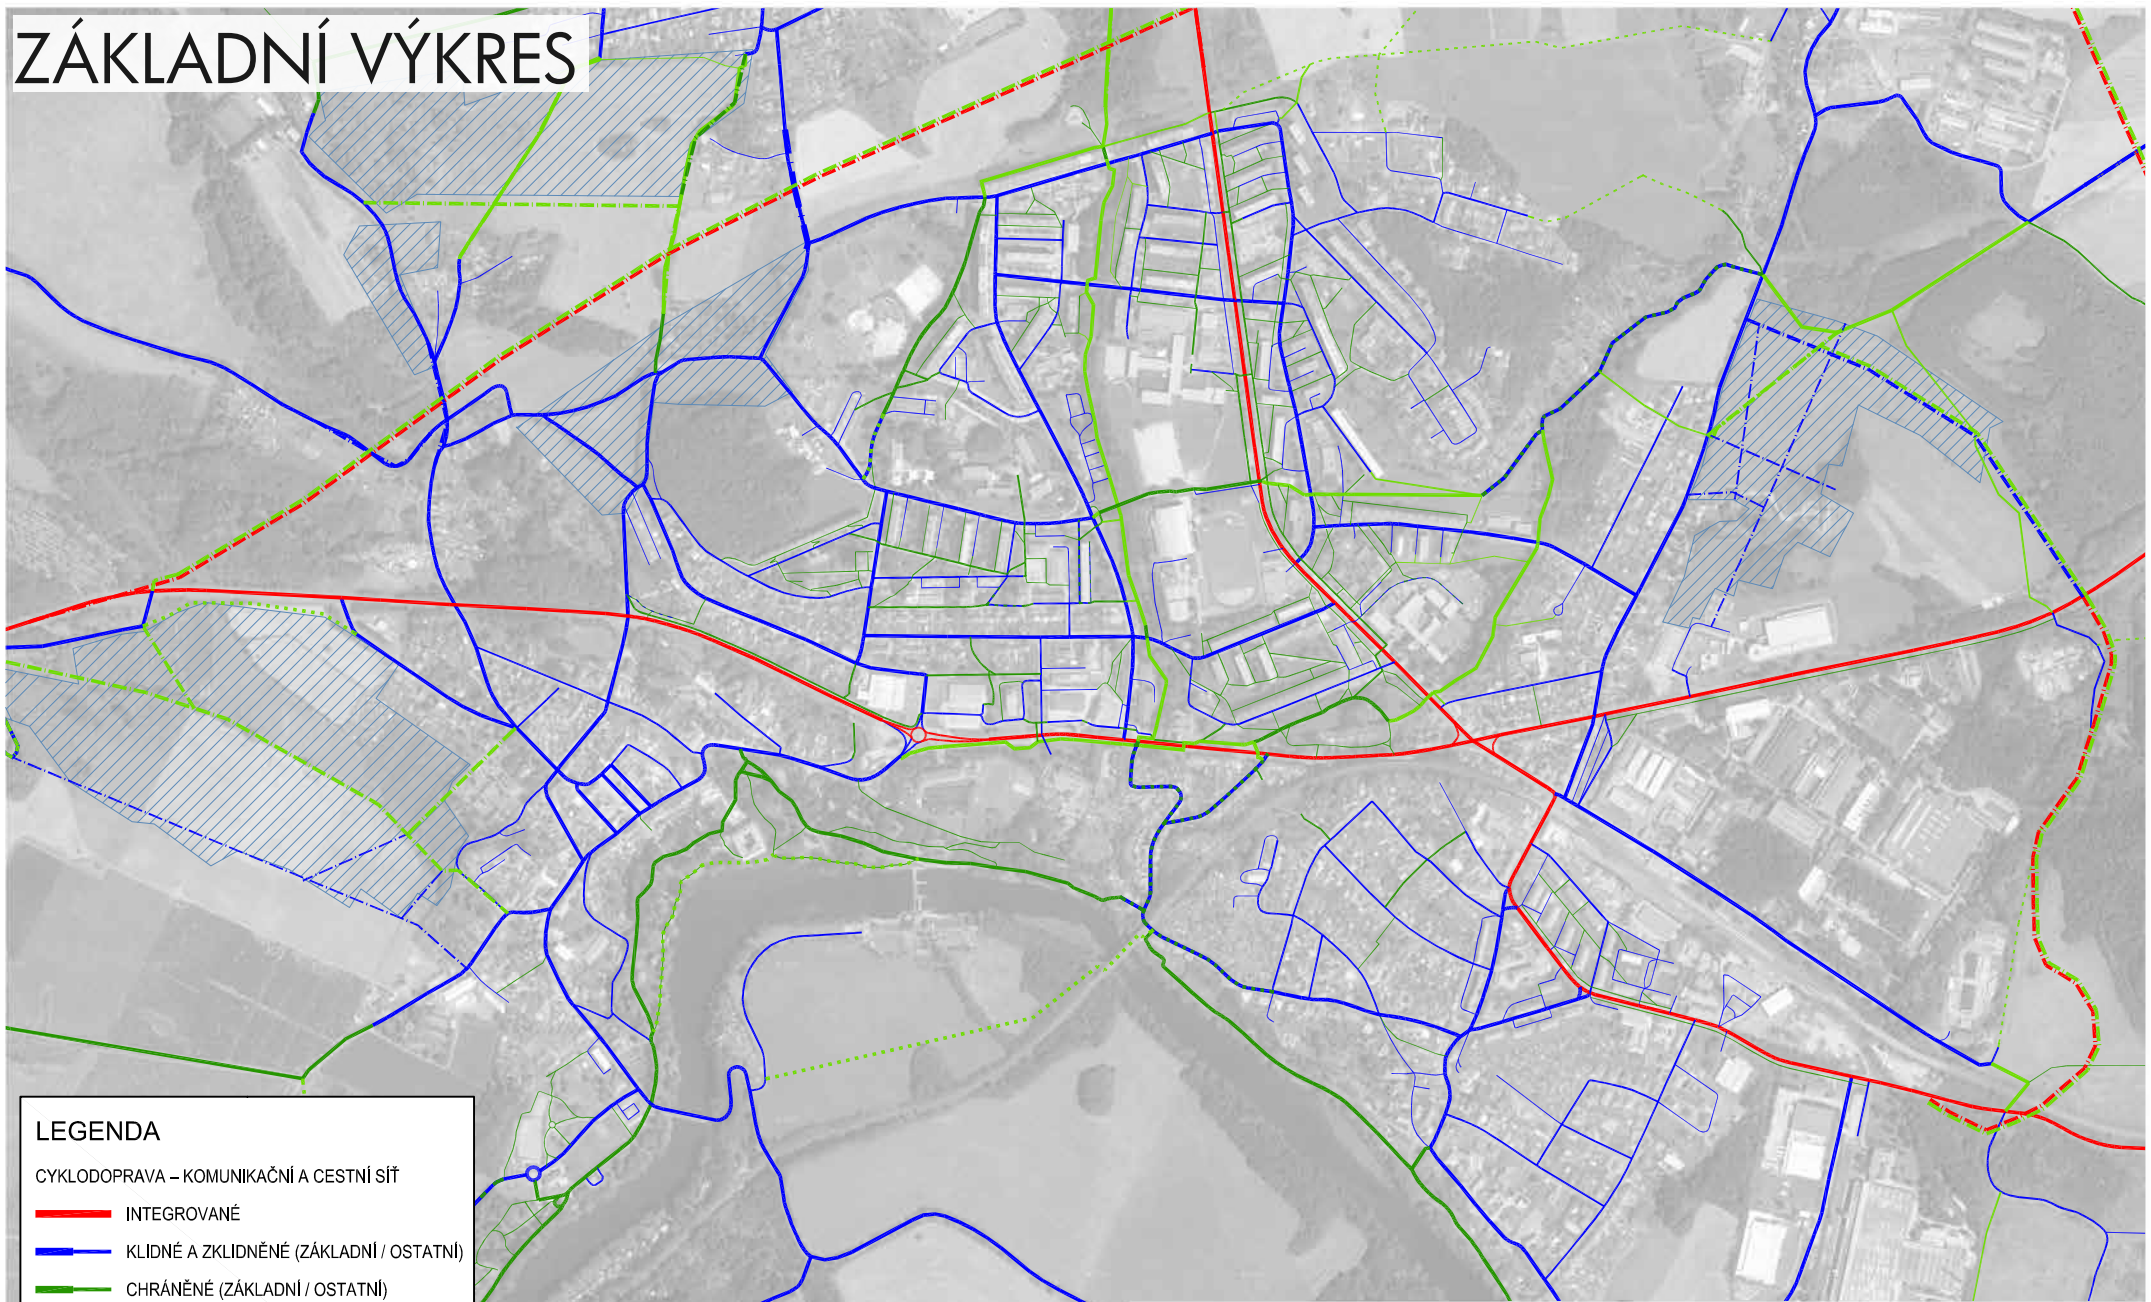 ZÁKLADNÍ VÝKRES
LEGENDA
CYKLODOPRAVA – KOMUNIKAČNÍ A CESTNÍ SÍŤ
INTEGROVANÉ
KLIDNÉ A ZKLIDNĚNÉ (ZÁKLADNÍ / OSTATNÍ)
CHRÁNĚNÉ (ZÁKLADNÍ / OSTATNÍ)